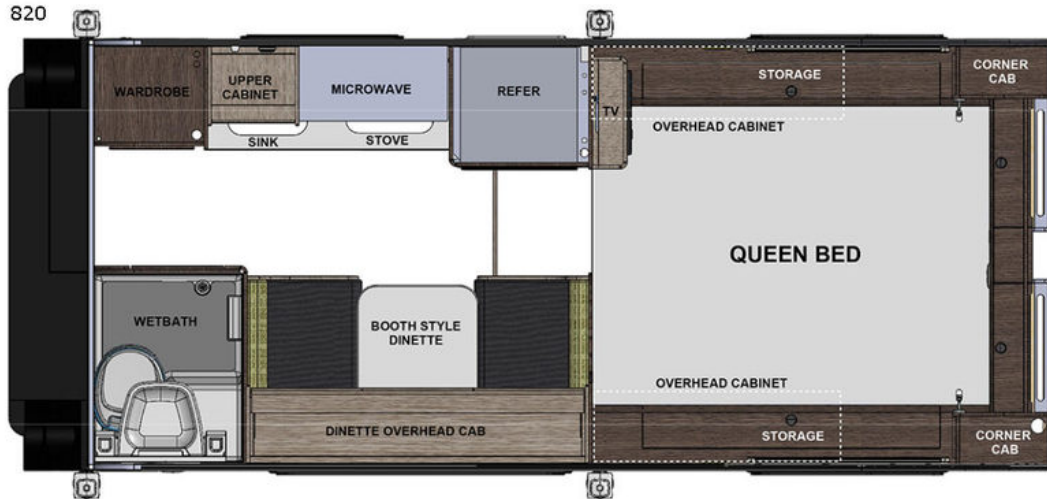 820
WARDROBE
UPPER
CABINET
MICROWAVE
REFER
TV
STORAGE
CORNER
CAB
SINK
STOVE
OVERHEAD CABINET
QUEEN BED
WETBATH
BOOTH STYLE
DINETTE
OVERHEAD CABINET
DINETTE OVERHEAD CAB
STORAGE
CORNER
CAB